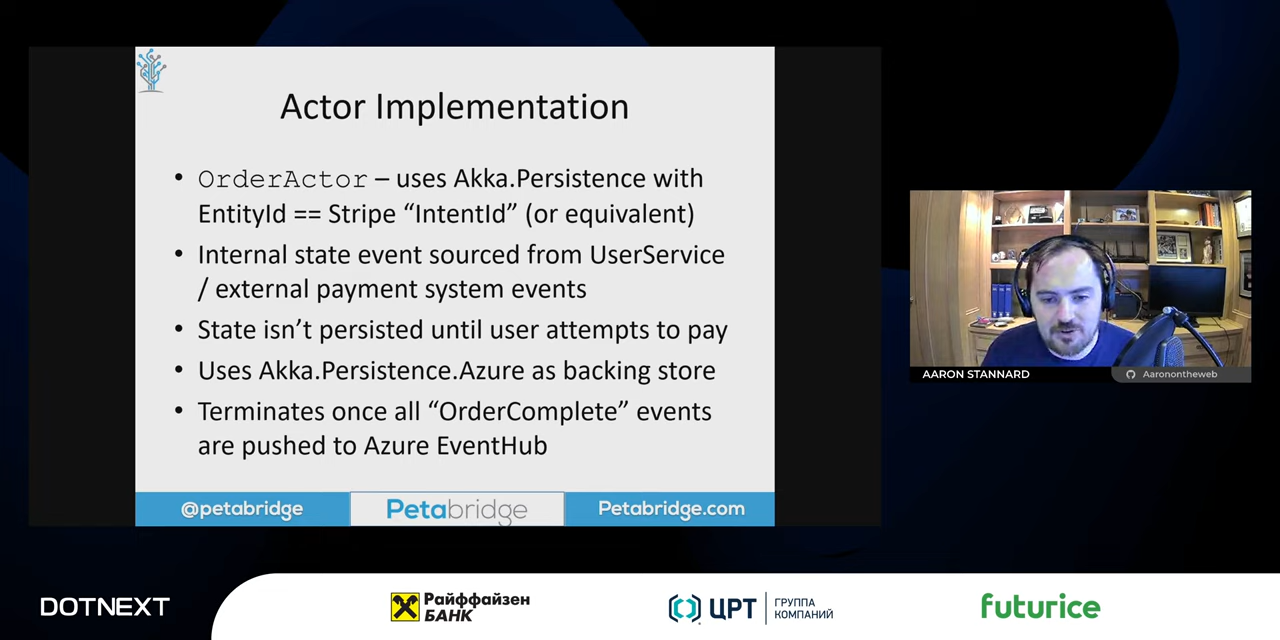 Actor Implementation
• OrderActor – uses Akka.Persistence with
EntityId == Stripe “IntentId” (or equivalent)
• Internal state event sourced from UserService
/ external payment system events
• State isn’t persisted until user attempts to pay
• Uses Akka.Persistence.Azure as backing store
• Terminates once all “OrderComplete” events
are pushed to Azure EventHub
@petabridge
Petabridge
Petabridge.com
AARON STANNARD
Aaronontheweb
DOTNEXT
Райффайзен
БАНК
ЦРТ
ГРУППА
КОМПАНИЙ
futurice